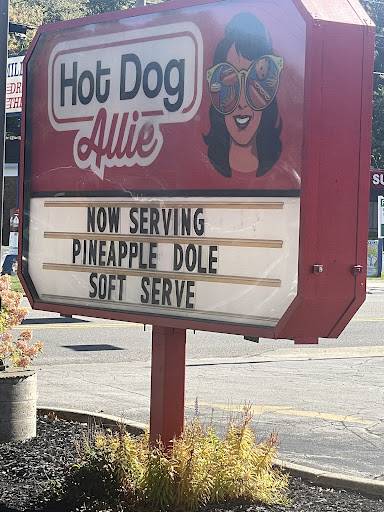 Hot Dog
Allie
NOW SERVING
PINEAPPLE DOLE
SOFT SERVE